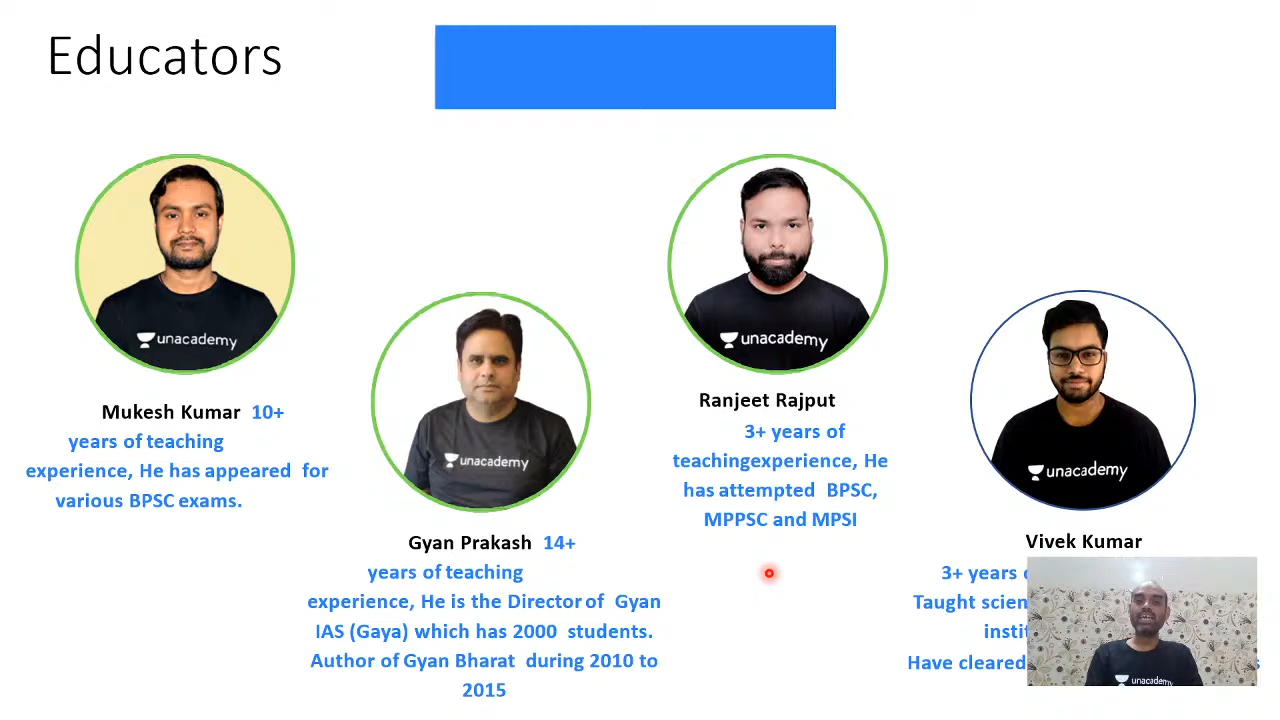 Educators
unacademy
Mukesh Kumar 10+
years of teaching
experience, He has appeared for
various BPSC exams.
unacademy
Gyan Prakash 14+
years of teaching
experience, He is the Director of Gyan
IAS (Gaya) which has 2000 students.
Author of Gyan Bharat during 2010 to
2015
unacademy
Ranjeet Rajput
3+ years of
teachingexperience, He
has attempted BPSC,
MPPSC and MPSI
unacademy
Vivek Kumar
3+ years
Taught
Have cleared
unacademy